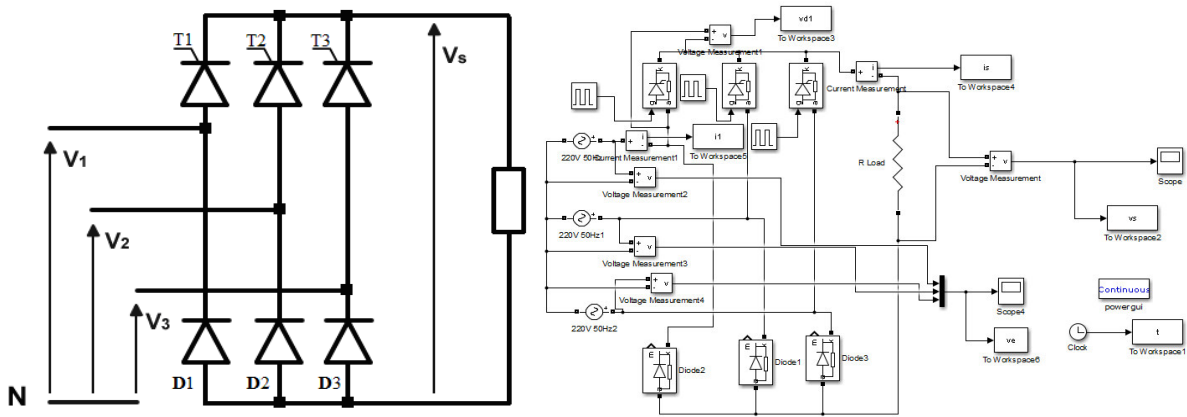 T1
T2
T3
Vs
V1
V2
V3
N
D1
D2
D3
vd1
To Workspace3
Voltage Measurement1
Current Measurement
is
To Workspace4
i1
To Workspace5
220V 50Hz
Current Measurement1
Voltage Measurement2
R Load
Voltage Measurement
Scope
vs
To Workspace2
220V 50Hz1
Voltage Measurement3
Voltage Measurement4
220V 50Hz2
Scope4
ve
To Workspace6
Continuous
powergui
Clock
t
To Workspace1
Diode2
Diode1
Diode3